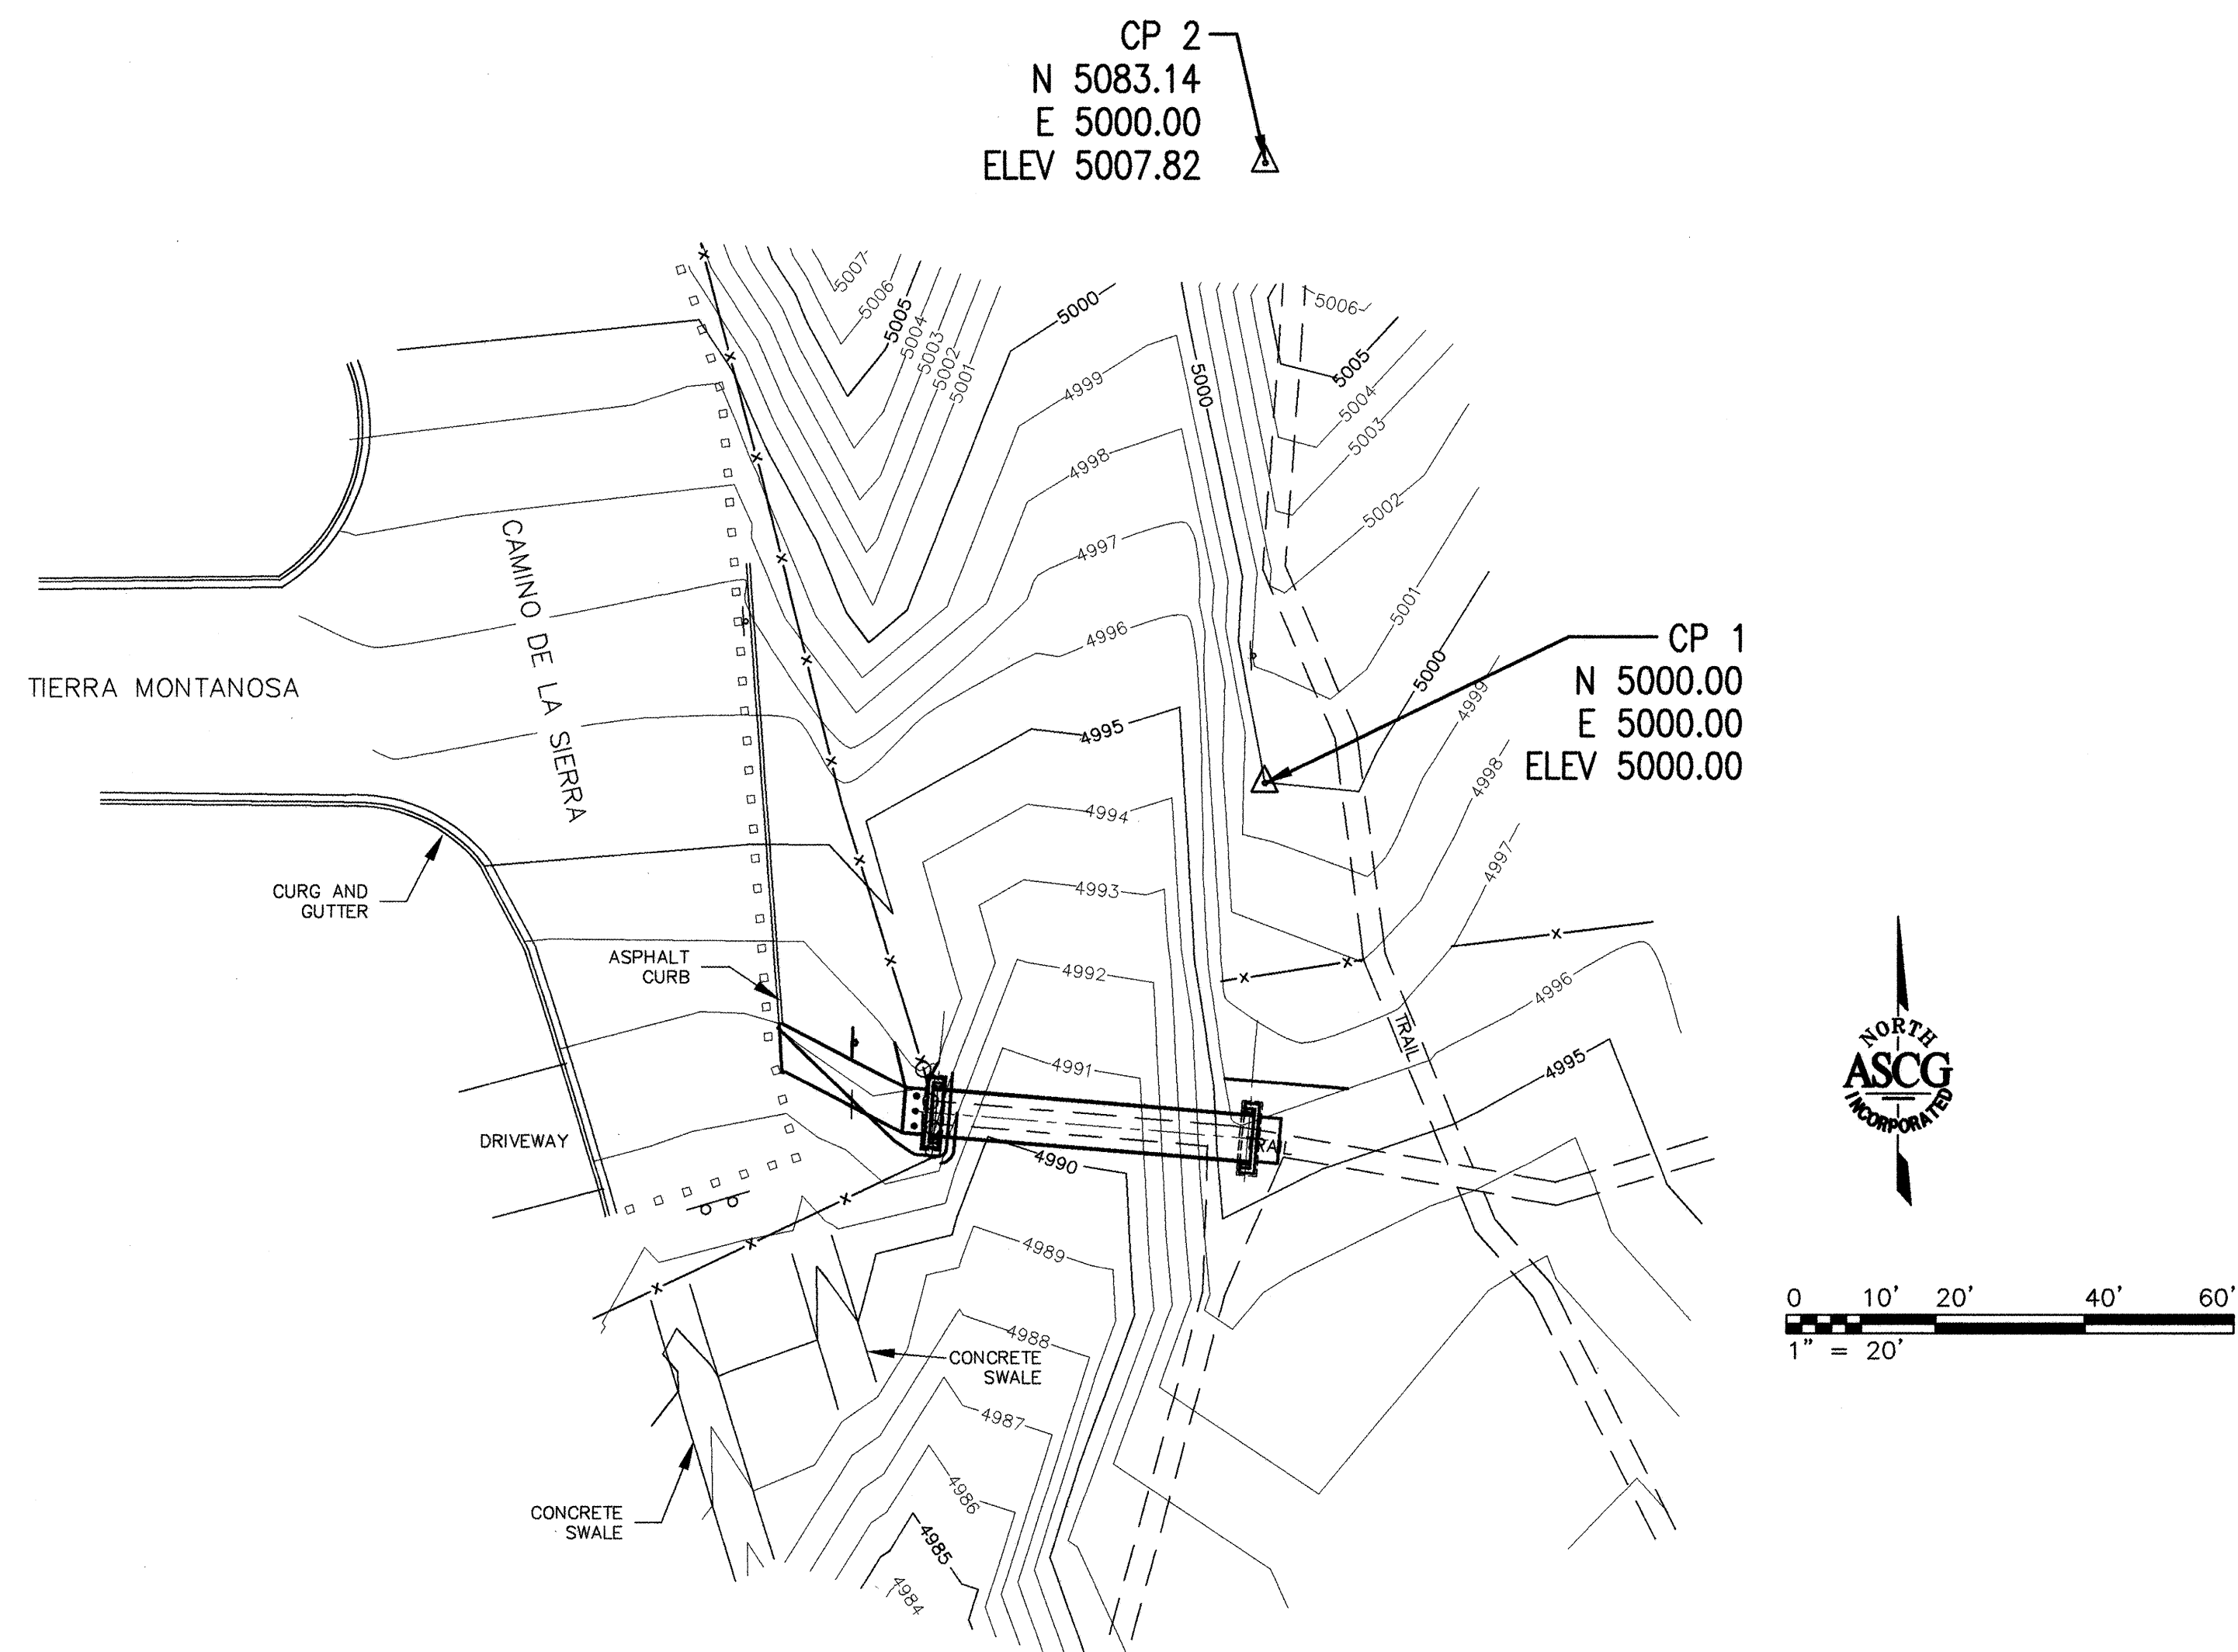 CP 2
N 5083.14
E 5000.00
ELEV 5007.82
5007
5006
5005
5004
5003
5002
5001
5000
4999
4998
4997
4996
4995
4994
4993
4992
4991
4990
4989
4988
4987
4986
4985
4984
5000
5006
5005
5004
5003
5002
5001
5000
4999
4998
4997
4996
4995
CP 1
N 5000.00
E 5000.00
ELEV 5000.00
CAMINO DE LA SIERRA
TIERRA MONTANOSA
CURG AND
GUTTER
ASPHALT
CURB
DRIVEWAY
TRAIL
CONCRETE
SWALE
CONCRETE
SWALE
NORTH
ASCG
INCORPORATED
0 10' 20' 40' 60'
1" = 20'